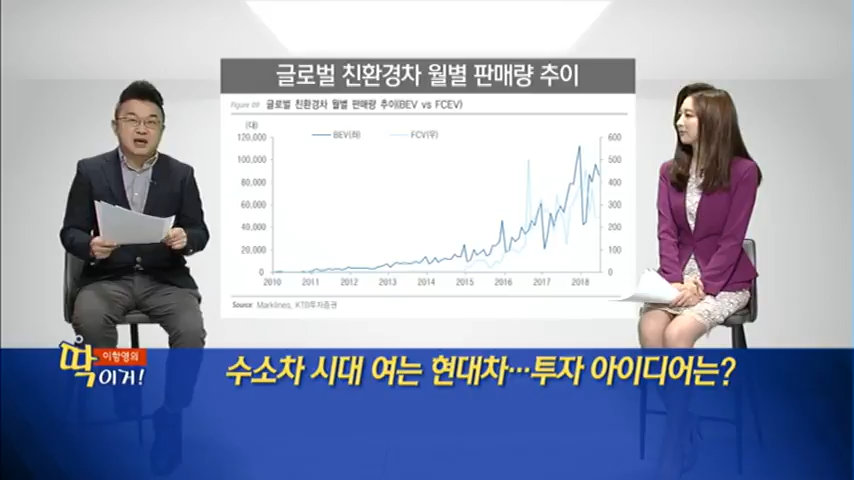 글로벌 친환경차 월별 판매량 추이
Figure 09 글로벌 친환경차 월별 판매량 추이(BEV vs FCEV)
(대)
BEV(좌)
FCV(우)
120,000
100,000
80,000
60,000
40,000
20,000
0
600
500
400
300
200
100
0
2010 2011 2012 2013 2014 2015 2016 2017 2018
Source: Marklines, KTB투자증권
딱 이항영의
이거!
수소차 시대 여는 현대차…투자 아이디어는?